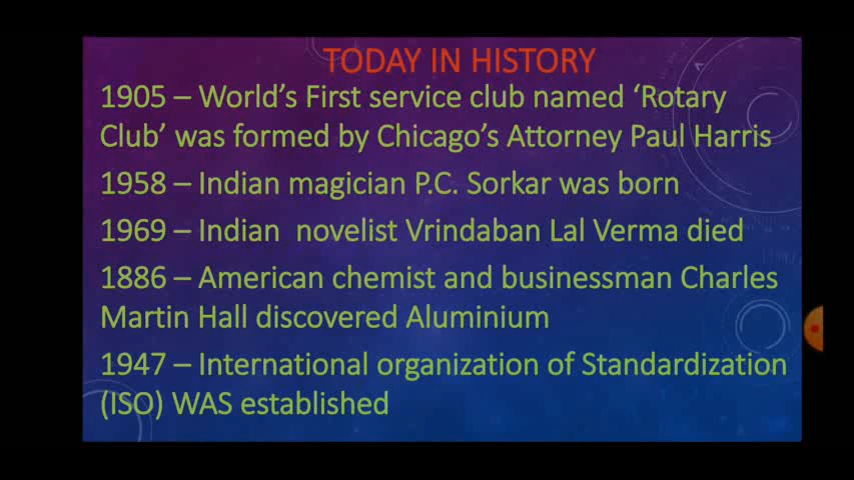 TODAY IN HISTORY
1905 – World's First service club named 'Rotary
Club' was formed by Chicago's Attorney Paul Harris
1958 – Indian magician P.C. Sorkar was born
1969 – Indian  novelist Vrindaban Lal Verma died
1886 – American chemist and businessman Charles
Martin Hall discovered Aluminium
1947 – International organization of Standardization
(ISO) WAS established